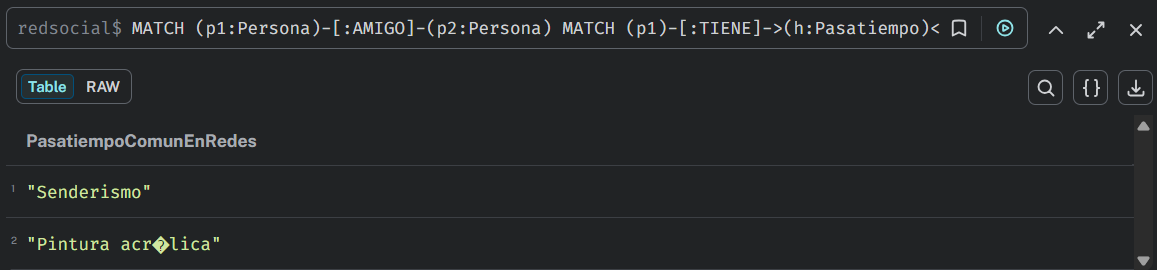 redsocial$ MATCH (p1:Persona)-[:AMIGO]-(p2:Persona) MATCH (p1)-[:TIENE]->(h:Pasatiempo)<
Table RAW
PasatiempoComunEnRedes
1 "Senderismo"
2 "Pintura acr�lica"